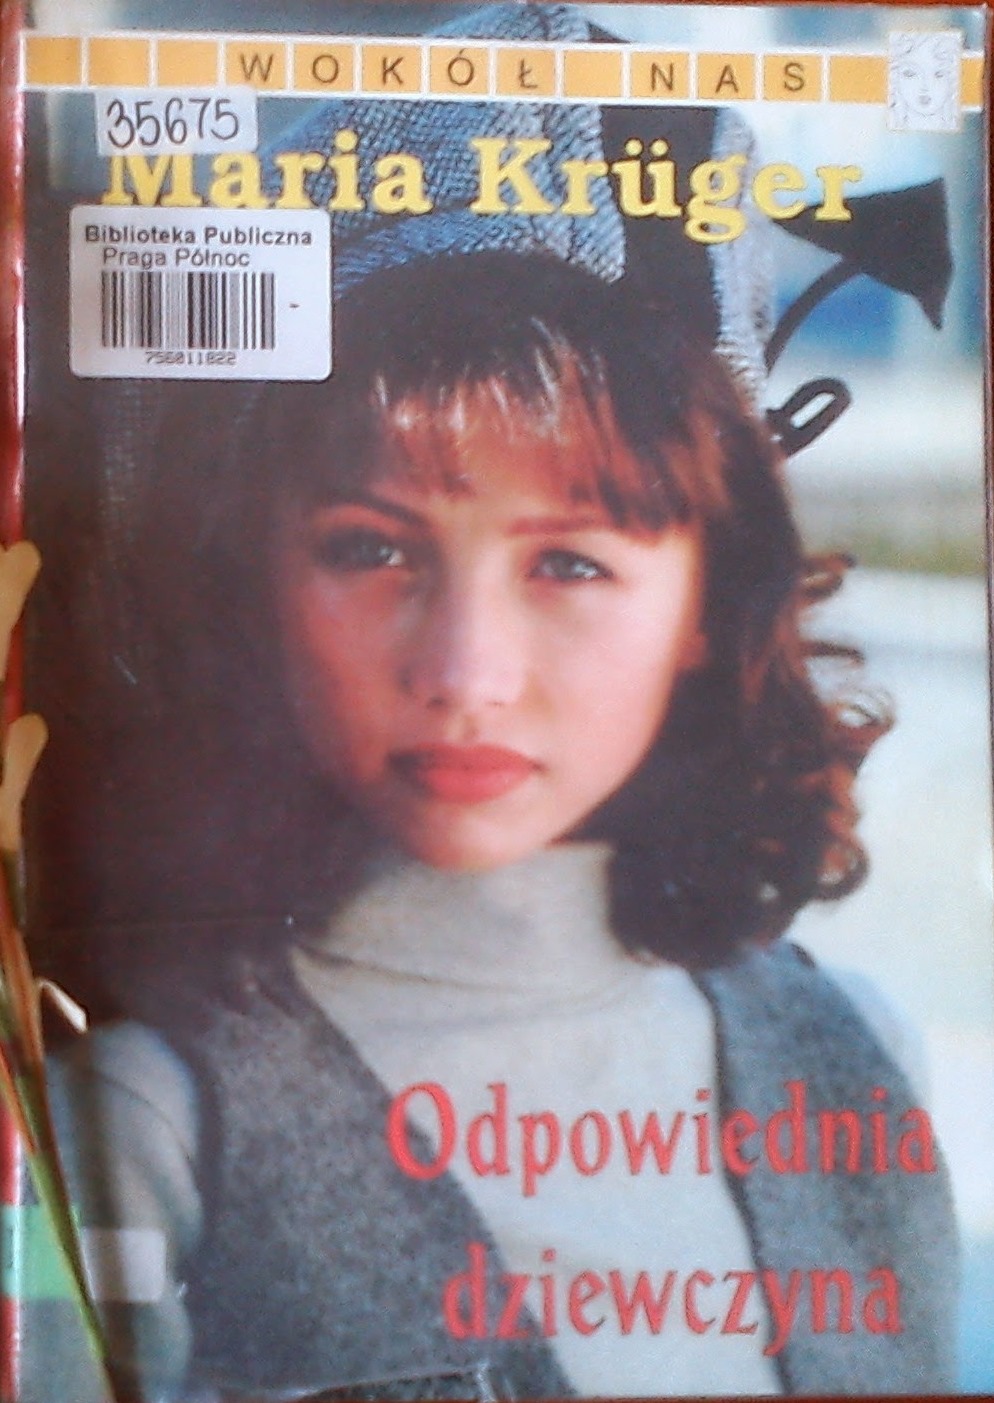 WOKÓŁ NAS
35675
Maria Krüger
Biblioteka Publiczna
Praga Północ
756011822
Odpowiednia
dziewczyna